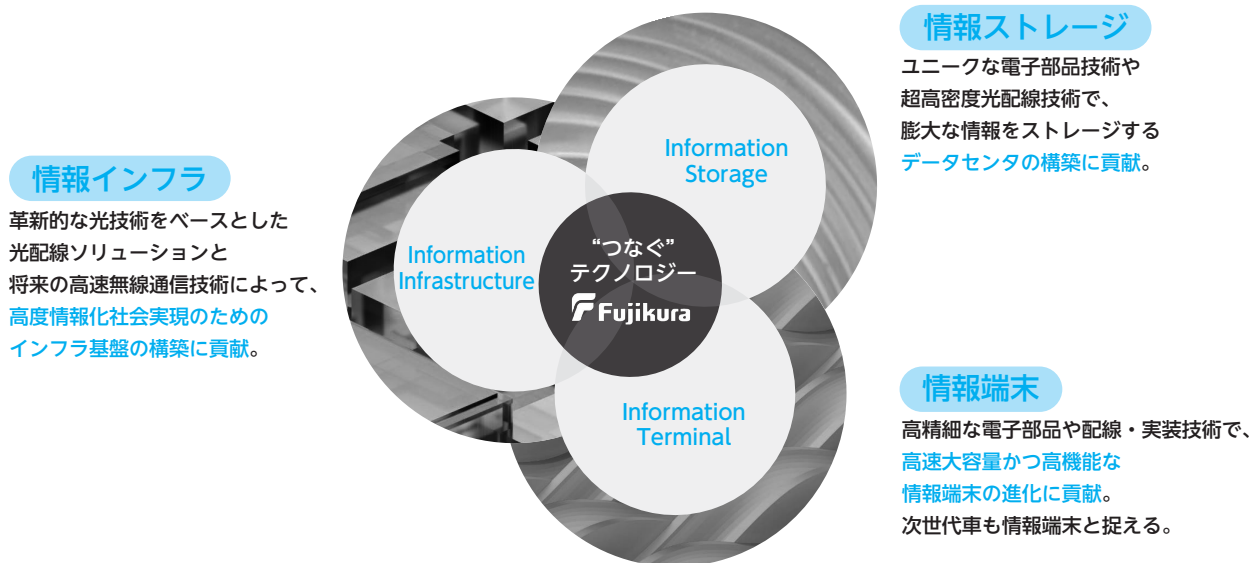 情報ストレージ
ユニークな電子部品技術や
超高密度光配線技術で、
膨大な情報をストレージする
データセンタの構築に貢献。
情報インフラ
革新的な光技術をベースとした
光配線ソリューションと
将来の高速無線通信技術によって、
高度情報化社会実現のための
インフラ基盤の構築に貢献。
Information
Storage
Information
Infrastructure
“つなぐ”
テクノロジー
Fujikura
Information
Terminal
情報端末
高精細な電子部品や配線・実装技術で、
高速大容量かつ高機能な
情報端末の進化に貢献。
次世代車も情報端末と捉える。